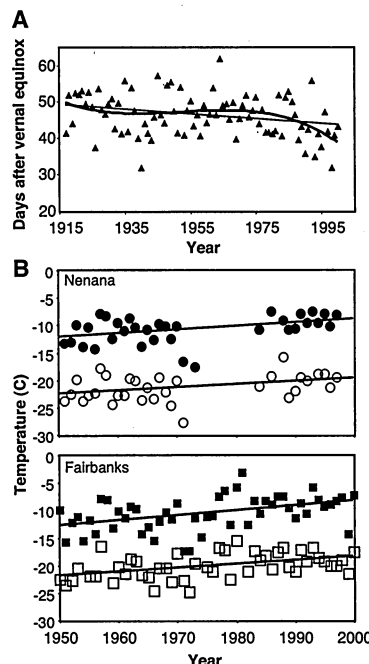 A
Days after vernal equinox
60
50
40
30
20
1915 1935 1955 1975 1995
Year
B
Temperature (C)
Nenana
0
-5
-10
-15
-20
-25
-30
Fairbanks
0
-5
-10
-15
-20
-25
-30
1950 1960 1970 1980 1990 2000
Year